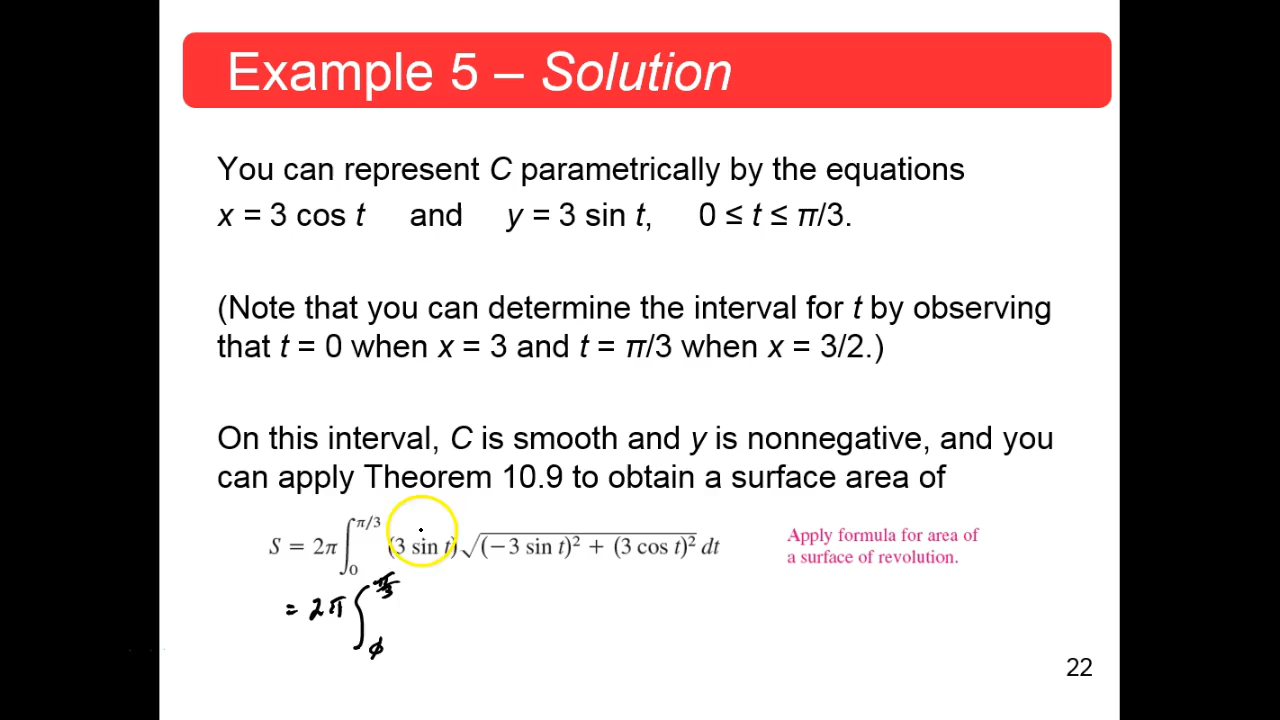 Example 5 – Solution
You can represent C parametrically by the equations
x = 3 cos t and y = 3 sin t, 0 ≤ t ≤ π/3.
(Note that you can determine the interval for t by observing
that t = 0 when x = 3 and t = π/3 when x = 3/2.)
On this interval, C is smooth and y is nonnegative, and you
can apply Theorem 10.9 to obtain a surface area of
S = 2π ∫₀^{π/3} (3 sin t)√((−3 sin t)² + (3 cos t)²) dt
Apply formula for area of
a surface of revolution.
= 2π ∫₀^{π/3}
22